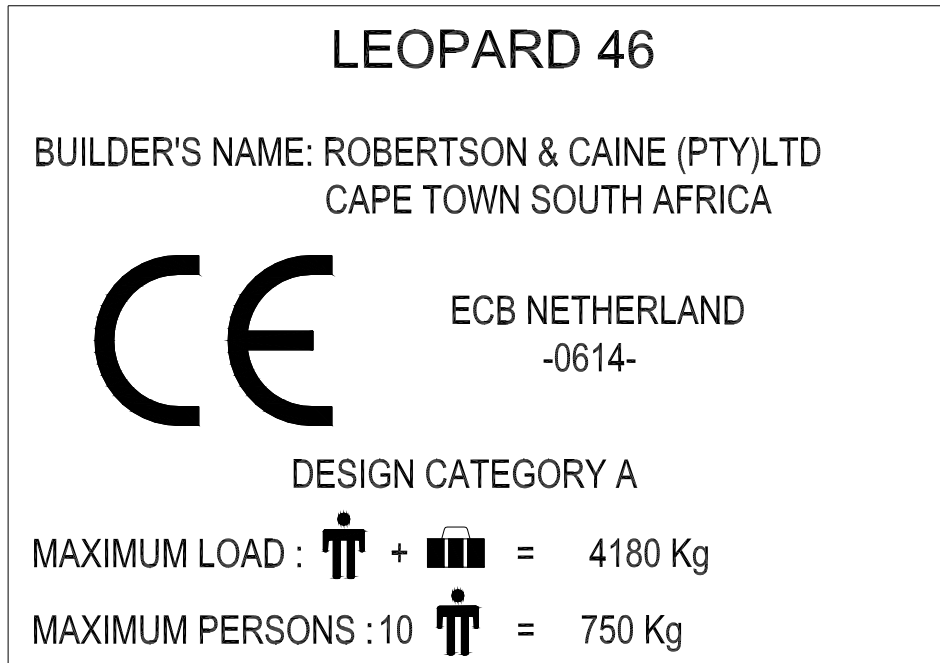 LEOPARD 46
BUILDER'S NAME: ROBERTSON & CAINE (PTY)LTD
CAPE TOWN SOUTH AFRICA
CE
ECB NETHERLAND
-0614-
DESIGN CATEGORY A
MAXIMUM LOAD : + = 4180 Kg
MAXIMUM PERSONS : 10 = 750 Kg